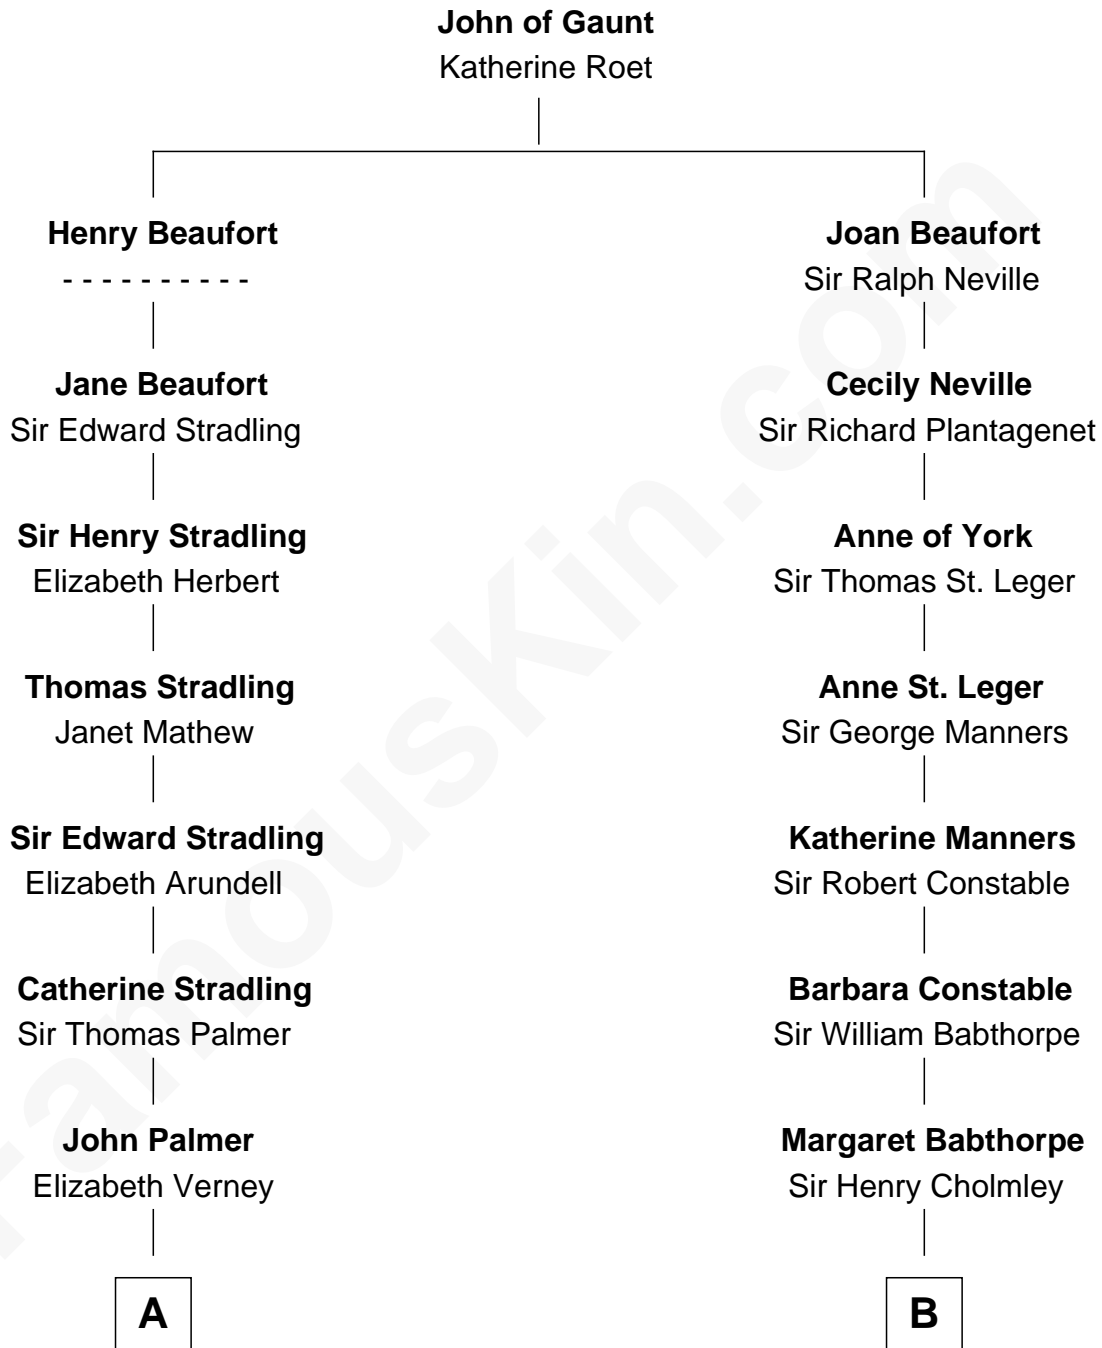 John of Gaunt
Katherine Roet
Henry Beaufort
- - - - - - - - - -
Jane Beaufort
Sir Edward Stradling
Sir Henry Stradling
Elizabeth Herbert
Thomas Stradling
Janet Mathew
Sir Edward Stradling
Elizabeth Arundell
Catherine Stradling
Sir Thomas Palmer
John Palmer
Elizabeth Verney
A
Joan Beaufort
Sir Ralph Neville
Cecily Neville
Sir Richard Plantagenet
Anne of York
Sir Thomas St. Leger
Anne St. Leger
Sir George Manners
Katherine Manners
Sir Robert Constable
Barbara Constable
Sir William Babthorpe
Margaret Babthorpe
Sir Henry Cholmley
B
FamousKin.com